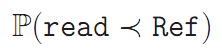 ℙ(read ≺ Ref)